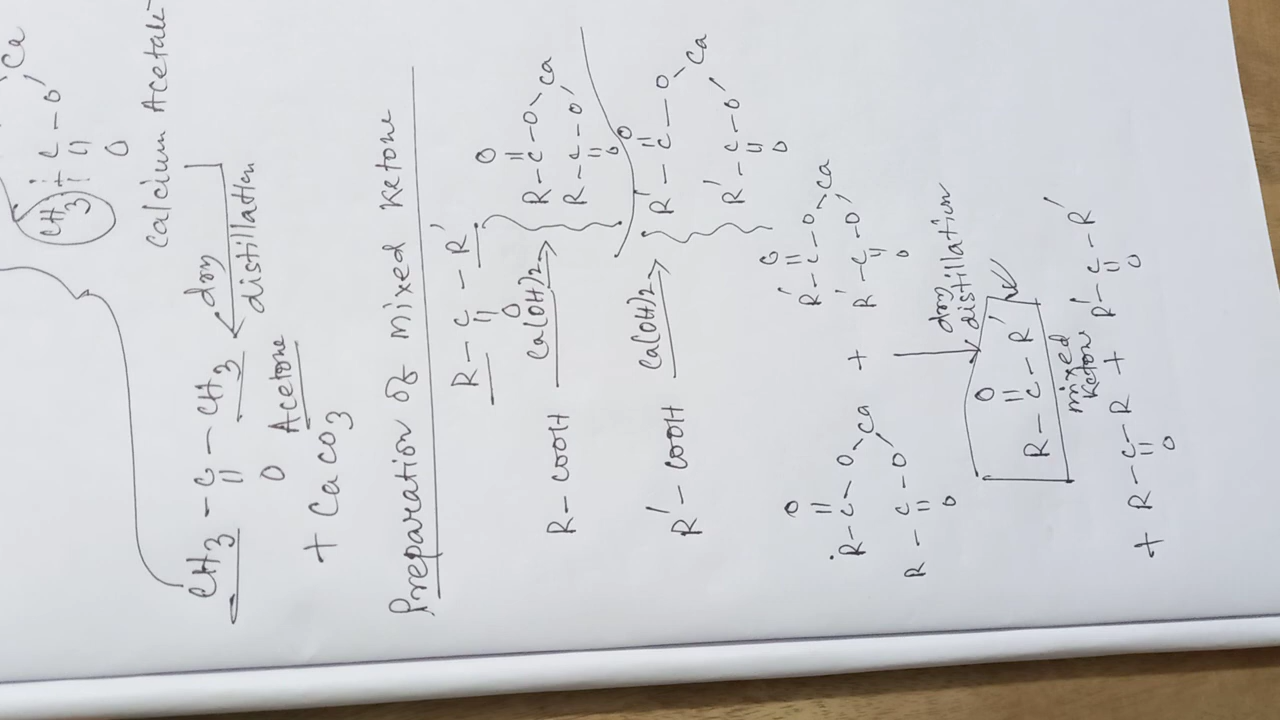 Ca
CH3 ÷ C – O
||
O
Calcium Acetate
dry
distillation
CH3 – C – CH3
||
O
Acetone
+ CaCO3
Preparation of mixed ketone
R – C – R'
||
O
O
||
R – COOH Ca(OH)2 R – C – O
Ca
R – C – O
||
O
O
||
R' – COOH Ca(OH)2 R' – C – O
Ca
R' – C – O
||
O
O
||
R – C – O
Ca
R – C – O
||
O
+
O
||
R' – C – O
Ca
R' – C – O
||
O
dry
distillation
O
||
R – C – R'
mixed
ketone
+ R – C – R + R' – C – R'
||
O
||
O